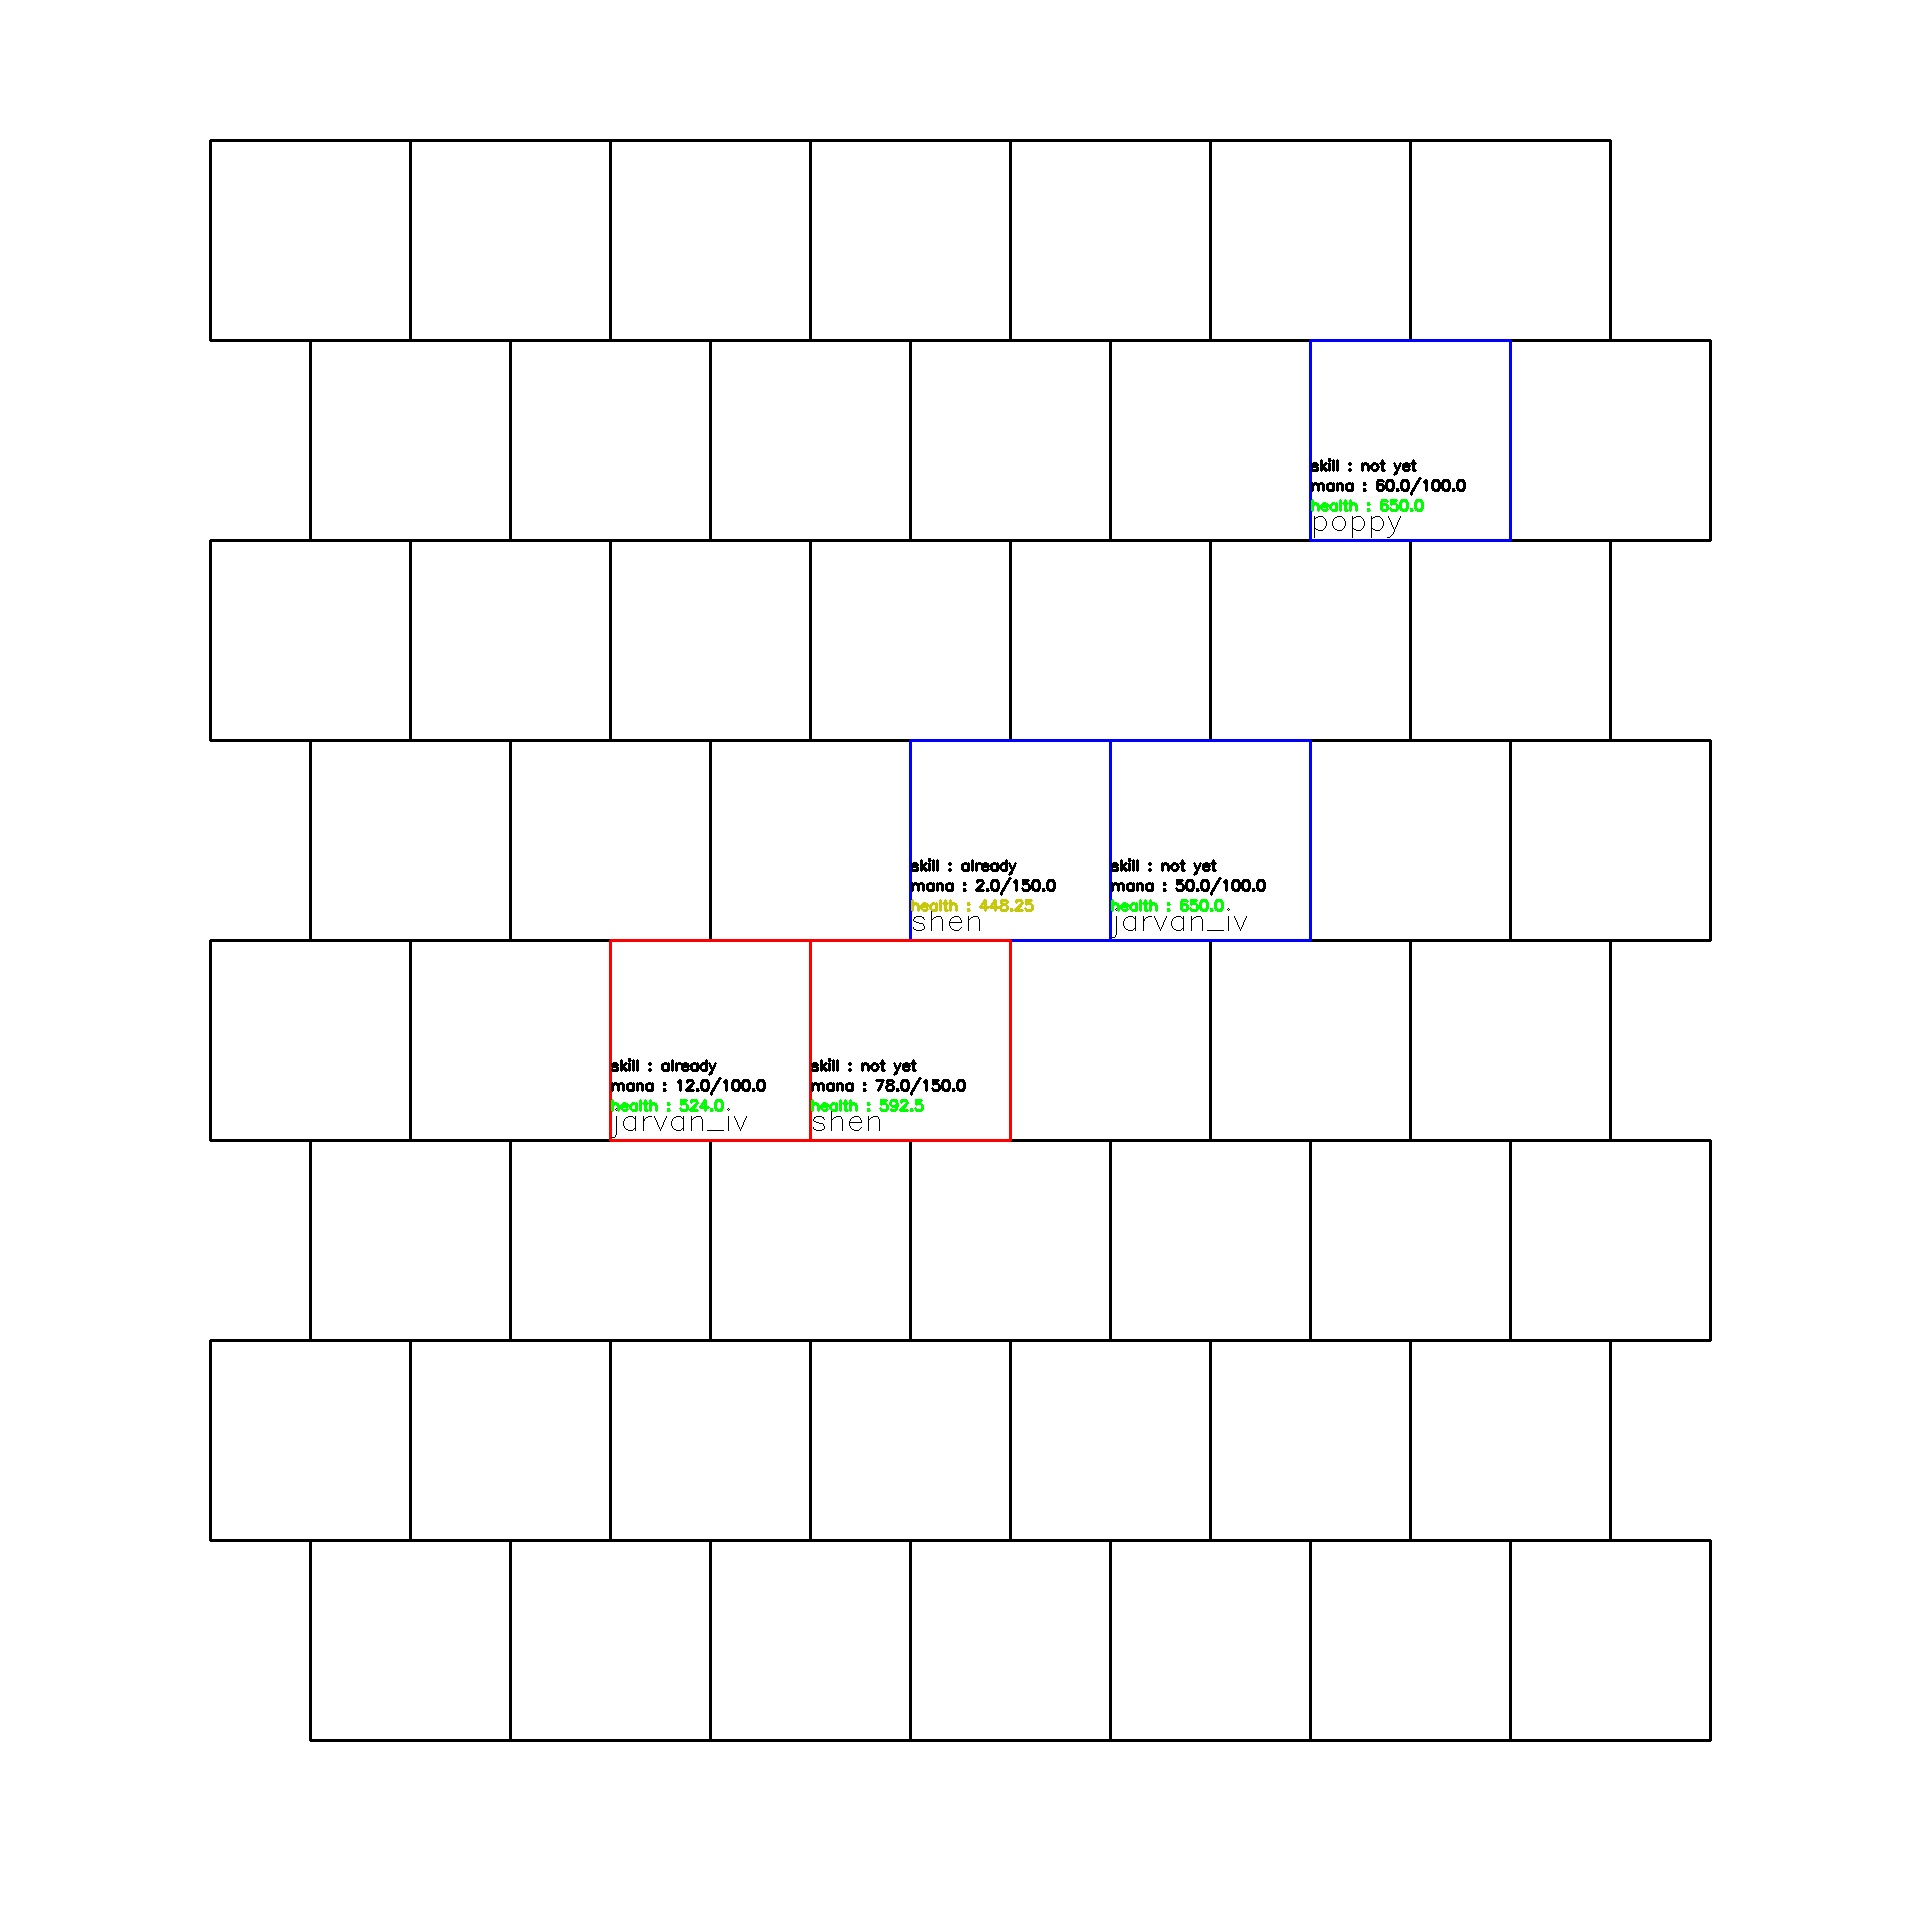 skill : not yet
mana : 60.0/100.0
health : 650.0
poppy
skill : already
mana : 2.0/150.0
health : 448.25
shen
skill : not yet
mana : 50.0/100.0
health : 650.0
jarvan_iv
skill : already
mana : 12.0/100.0
health : 524.0
jarvan_iv
skill : not yet
mana : 78.0/150.0
health : 592.5
shen